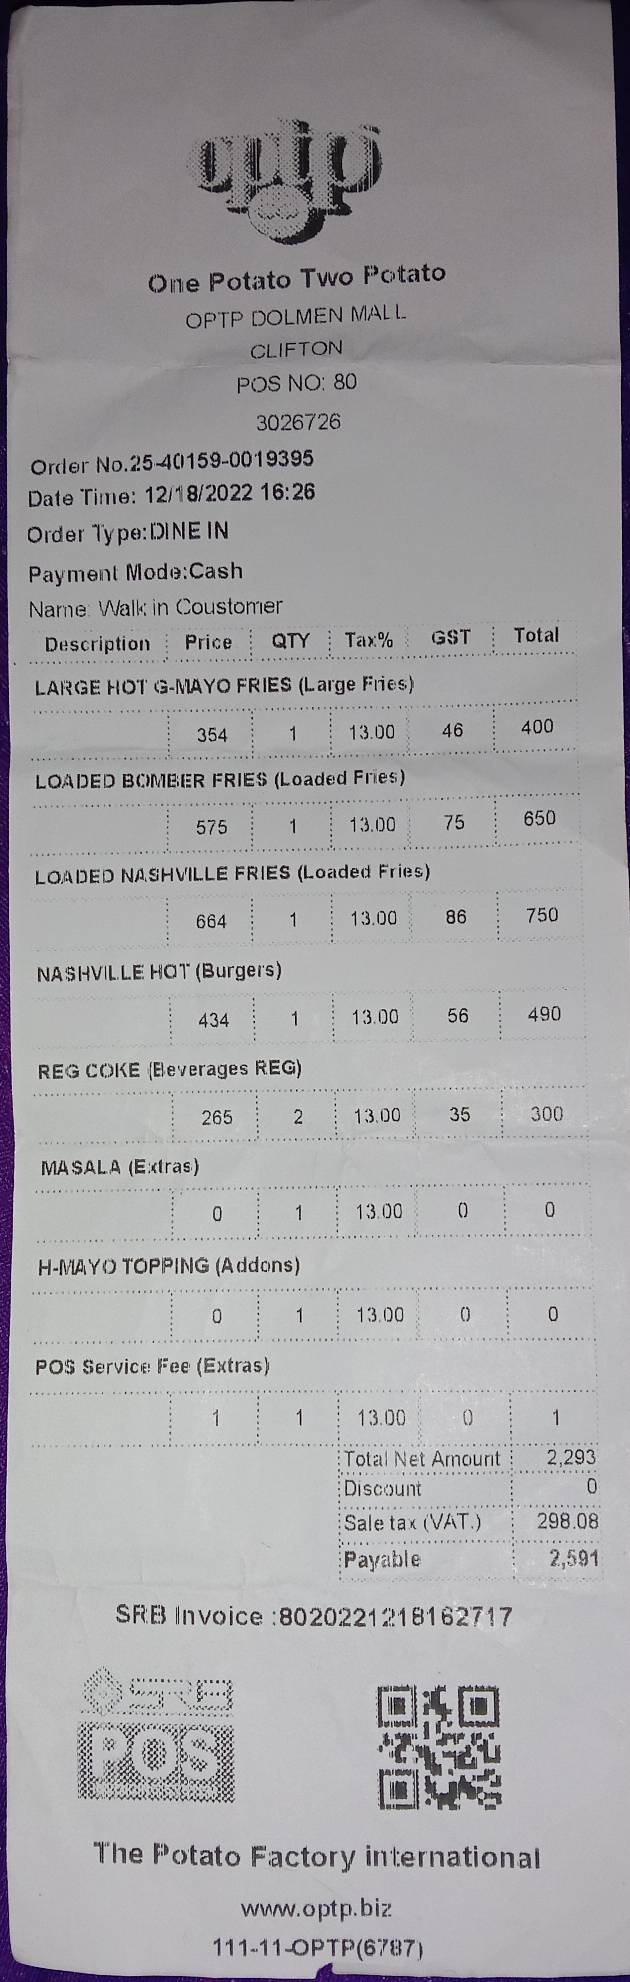 optp
One Potato Two Potato
OPTP DOLMEN MALL
CLIFTON
POS NO: 80
3026726
Order No.25-40159-0019395
Date Time: 12/18/2022 16:26
Order Type:DINE IN
Payment Mode:Cash
Name: Walk in Coustomer
Description Price QTY Tax% GST Total
LARGE HOT G-MAYO FRIES (Large Fries)
354 1 13.00 46 400
LOADED BOMBER FRIES (Loaded Fries)
575 1 13.00 75 650
LOADED NASHVILLE FRIES (Loaded Fries)
664 1 13.00 86 750
NASHVILLE HOT (Burgers)
434 1 13.00 56 490
REG COKE (Beverages REG)
265 2 13.00 35 300
MASALA (Extras)
0 1 13.00 0 0
H-MAYO TOPPING (Addons)
0 1 13.00 0 0
POS Service Fee (Extras)
1 1 13.00 0 1
Total Net Amount 2,293
Discount 0
Sale tax (VAT.) 298.08
Payable 2,591
SRB Invoice :8020221218162717
SRB
POS
The Potato Factory international
www.optp.biz
111-11-OPTP(6787)